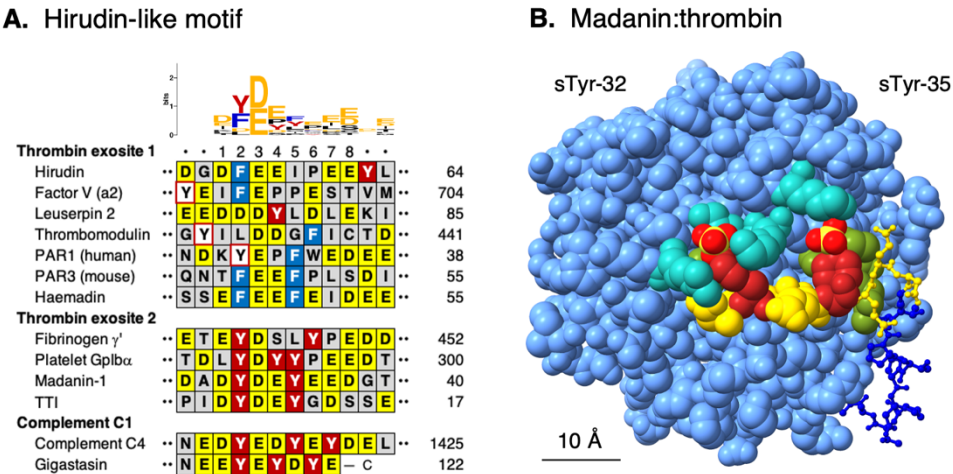 A. Hirudin-like motif
B. Madanin:thrombin
sTyr-32
sTyr-35
bits
2
1
0
Y D
F E
• • 1 2 3 4 5 6 7 8 • •
Thrombin exosite 1
Hirudin •• D G D F E E I P E E Y L •• 64
Factor V (a2) •• Y E I F E P P E S T V M •• 704
Leuserpin 2 •• E E D D D Y L D L E K I •• 85
Thrombomodulin •• G Y I L D D G F I C T D •• 441
PAR1 (human) •• N D K Y E P F W E D E E •• 38
PAR3 (mouse) •• Q N T F E E F P L S D I •• 55
Haemadin •• S S E F E E F E I D E E •• 55
Thrombin exosite 2
Fibrinogen γ' •• E T E Y D S L Y P E D D •• 452
Platelet GpIbα •• T D L Y D Y Y P E E D T •• 300
Madanin-1 •• D A D Y D E Y E E D G T •• 40
TTI •• P I D Y D E Y G D S S E •• 17
Complement C1
Complement C4 •• N E D Y E D Y E Y D E L •• 1425
Gigastasin •• N E E Y E Y D Y E – C 122
10 Å